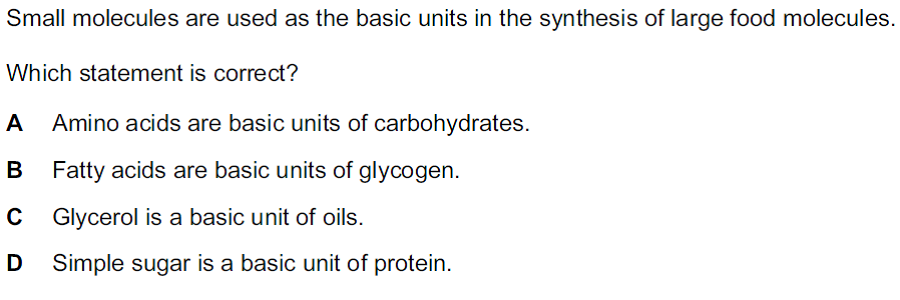 Small molecules are used as the basic units in the synthesis of large food molecules.
Which statement is correct?
A Amino acids are basic units of carbohydrates.
B Fatty acids are basic units of glycogen.
C Glycerol is a basic unit of oils.
D Simple sugar is a basic unit of protein.